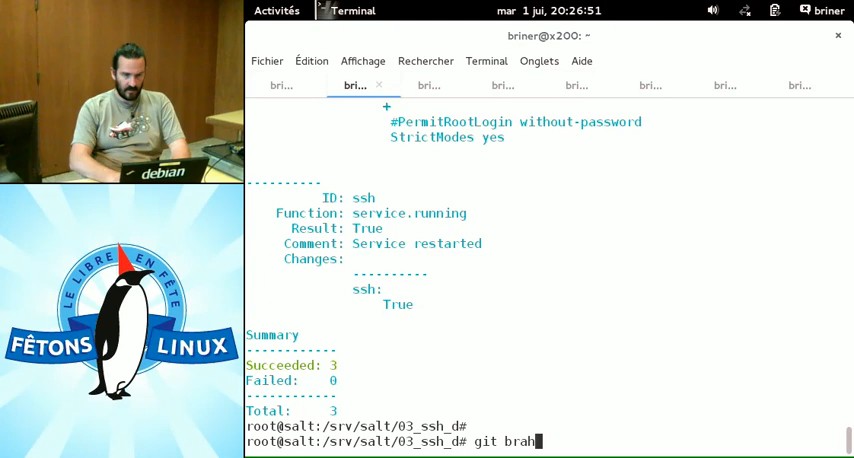 Activités
Terminal
mar 1 jui, 20:26:51
briner
briner@x200: ~
×
Fichier Édition Affichage Rechercher Terminal Onglets Aide
bri... bri... × bri... bri... bri... bri... bri... bri...
+
#PermitRootLogin without-password
StrictModes yes
----------
ID: ssh
Function: service.running
Result: True
Comment: Service restarted
Changes:
----------
ssh:
True
Summary
------------
Succeeded: 3
Failed: 0
------------
Total: 3
root@salt:/srv/salt/03_ssh_d#
root@salt:/srv/salt/03_ssh_d# git brah
debian
LE LIBRE EN FÊTE
FÊTONS LINUX